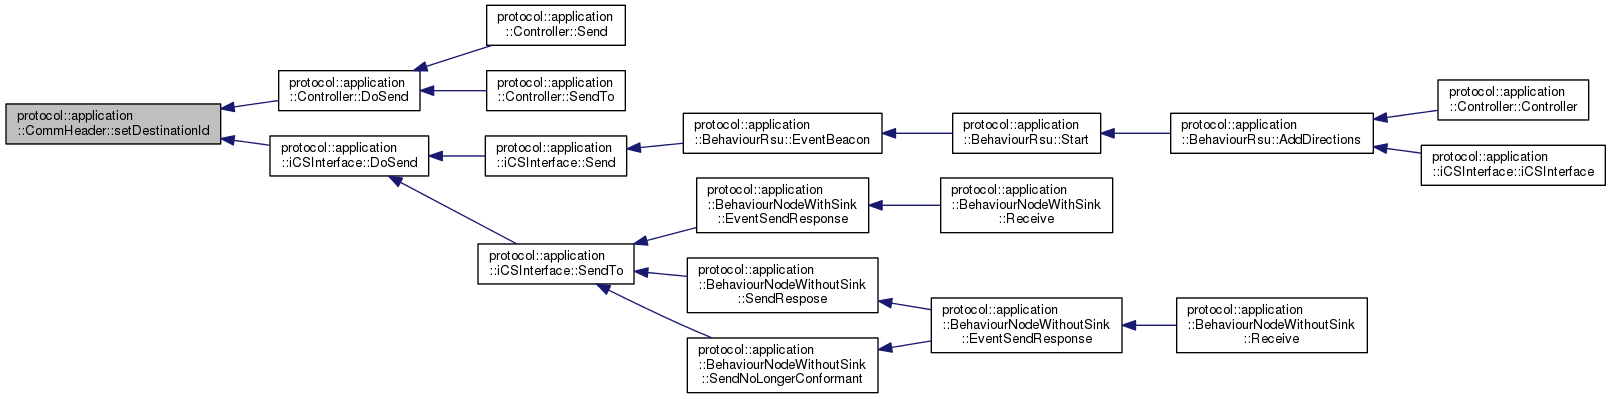 protocol::application
::CommHeader::setDestinationId
protocol::application
::Controller::DoSend
protocol::application
::Controller::Send
protocol::application
::Controller::SendTo
protocol::application
::iCSInterface::DoSend
protocol::application
::iCSInterface::Send
protocol::application
::BehaviourRsu::EventBeacon
protocol::application
::BehaviourRsu::Start
protocol::application
::BehaviourRsu::AddDirections
protocol::application
::Controller::Controller
protocol::application
::iCSInterface::iCSInterface
protocol::application
::iCSInterface::SendTo
protocol::application
::BehaviourNodeWithSink
::EventSendResponse
protocol::application
::BehaviourNodeWithSink
::Receive
protocol::application
::BehaviourNodeWithoutSink
::SendRespose
protocol::application
::BehaviourNodeWithoutSink
::SendNoLongerConformant
protocol::application
::BehaviourNodeWithoutSink
::EventSendResponse
protocol::application
::BehaviourNodeWithoutSink
::Receive